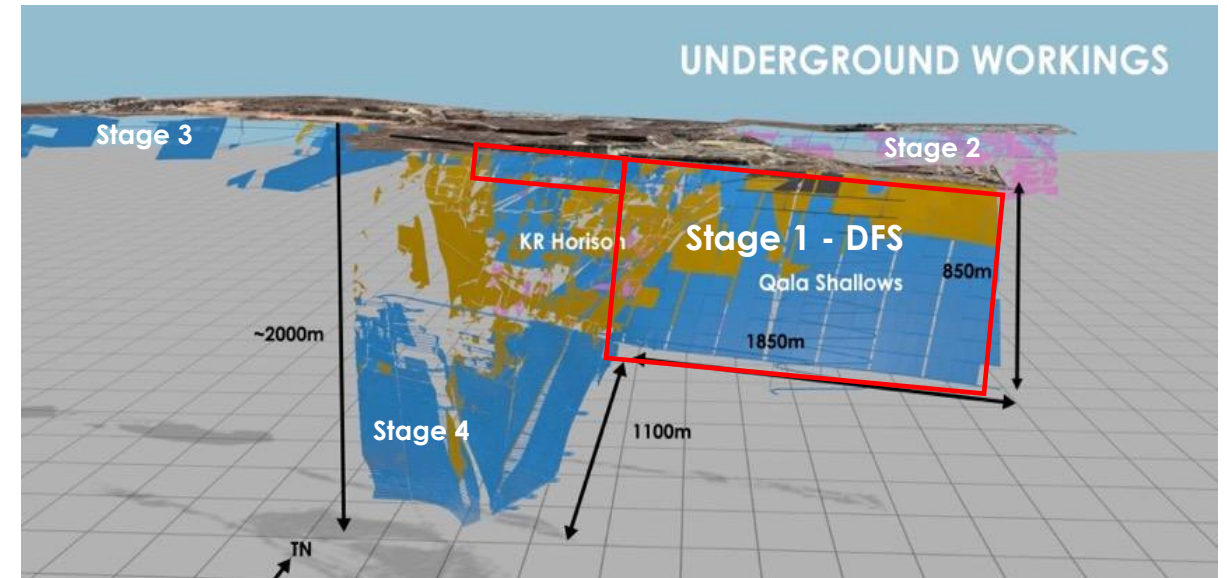 UNDERGROUND WORKINGS
Stage 3
Stage 2
KR Horison
Stage 1 - DFS
Qala Shallows
850m
~2000m
1850m
Stage 4
1100m
TN